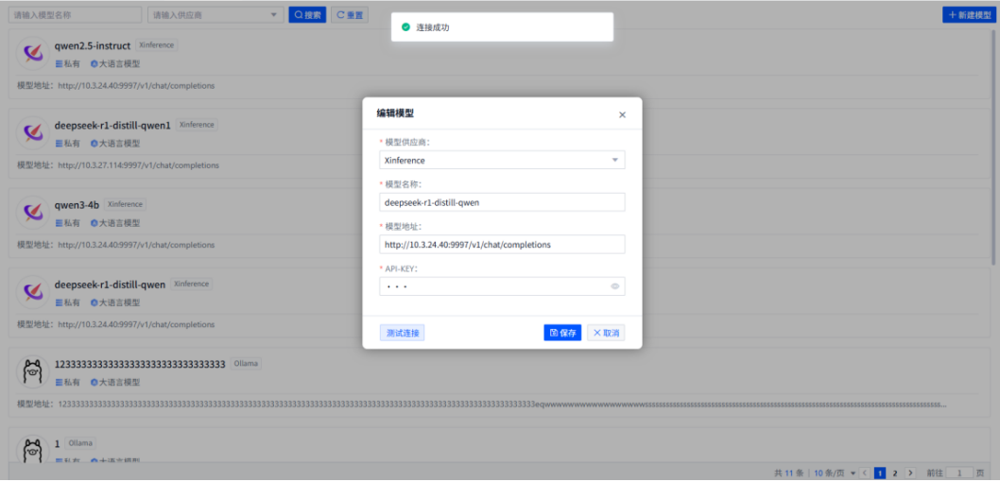 请输入模型名称 请输入供应商 搜索 重置 新建模型
连接成功
qwen2.5-instruct Xinference
私有 大语言模型
模型地址：http://10.3.24.40:9997/v1/chat/completions
deepseek-r1-distill-qwen1 Xinference
私有 大语言模型
模型地址：http://10.3.27.114:9997/v1/chat/completions
qwen3-4b Xinference
私有 大语言模型
模型地址：http://10.3.24.40:9997/v1/chat/completions
deepseek-r1-distill-qwen Xinference
私有 大语言模型
模型地址：http://10.3.24.40:9997/v1/chat/completions
Ollama
私有 大语言模型
模型地址：
1 Ollama
私有 大语言模型
共 11 条 10 条/页 1 2 前往 1 页
编辑模型
* 模型供应商：
Xinference
* 模型名称：
deepseek-r1-distill-qwen
* 模型地址：
http://10.3.24.40:9997/v1/chat/completions
* API-KEY：
测试连接 保存 取消